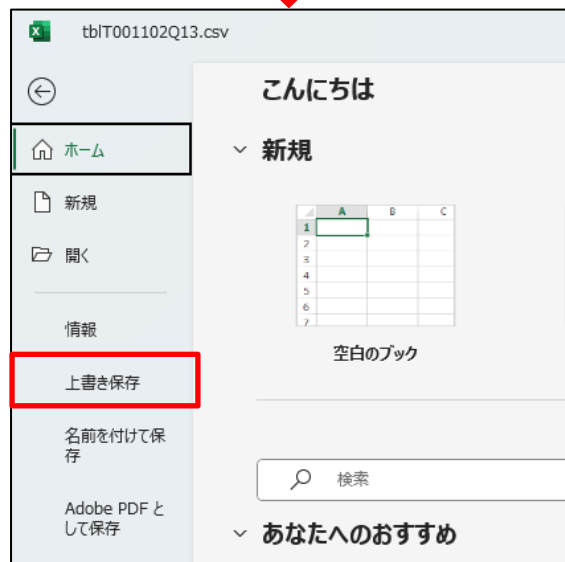 tblT001102Q13.csv
こんにちは
ホーム
新規
新規
開く
A B C
1
2
3
4
5
6
7
空白のブック
情報
上書き保存
名前を付けて保
存
Adobe PDF と
して保存
検索
あなたへのおすすめ